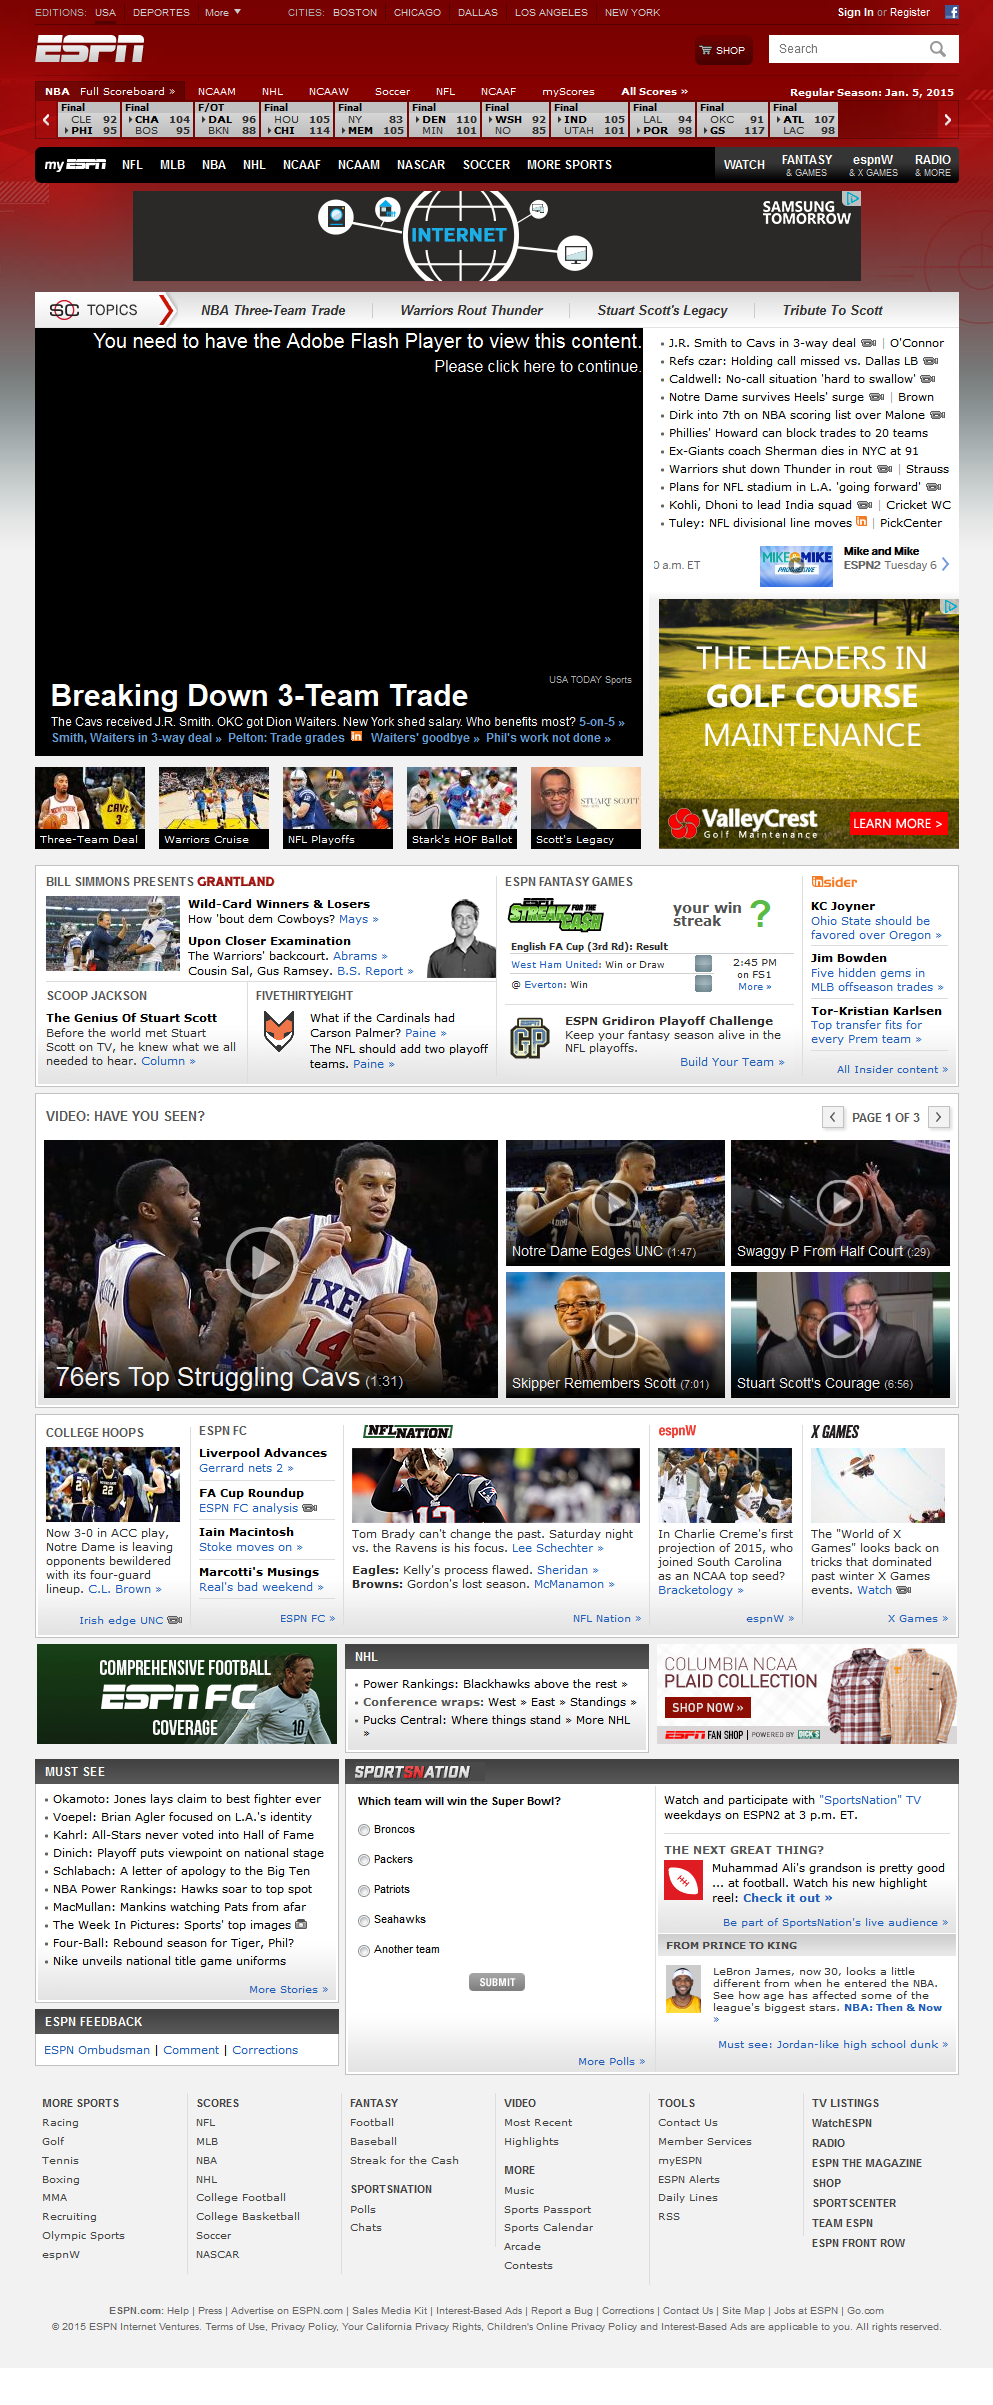 EDITIONS: USA DEPORTES More CITIES: BOSTON CHICAGO DALLAS LOS ANGELES NEW YORK Sign In or Register
ESPN SHOP Search
NBA Full Scoreboard » NCAAM NHL NCAAW Soccer NFL NCAAF myScores All Scores » Regular Season: Jan. 5, 2015
Final Final F/OT Final Final Final Final Final Final Final Final
CLE 92 CHA 104 DAL 96 HOU 105 NY 83 DEN 110 WSH 92 IND 105 LAL 94 OKC 91 ATL 107
PHI 95 BOS 95 BKN 88 CHI 114 MEM 105 MIN 101 NO 85 UTAH 101 POR 98 GS 117 LAC 98
my ESPN NFL MLB NBA NHL NCAAF NCAAM NASCAR SOCCER MORE SPORTS WATCH FANTASY & GAMES espnW & X GAMES RADIO & MORE
INTERNET
SAMSUNG
TOMORROW
SC TOPICS NBA Three-Team Trade Warriors Rout Thunder Stuart Scott's Legacy Tribute To Scott
You need to have the Adobe Flash Player to view this content.
Please click here to continue.
USA TODAY Sports
Breaking Down 3-Team Trade
The Cavs received J.R. Smith. OKC got Dion Waiters. New York shed salary. Who benefits most? 5-on-5 »
Smith, Waiters in 3-way deal » Pelton: Trade grades in Waiters' goodbye » Phil's work not done »
J.R. Smith to Cavs in 3-way deal | O'Connor
Refs czar: Holding call missed vs. Dallas LB
Caldwell: No-call situation 'hard to swallow'
Notre Dame survives Heels' surge | Brown
Dirk into 7th on NBA scoring list over Malone
Phillies' Howard can block trades to 20 teams
Ex-Giants coach Sherman dies in NYC at 91
Warriors shut down Thunder in rout | Strauss
Plans for NFL stadium in L.A. 'going forward'
Kohli, Dhoni to lead India squad | Cricket WC
Tuley: NFL divisional line moves in | PickCenter
0 a.m. ET
MIKE & MIKE
PROGRESSIVE
Mike and Mike
ESPN2 Tuesday 6
THE LEADERS IN
GOLF COURSE
MAINTENANCE
ValleyCrest
Golf Maintenance
LEARN MORE >
Three-Team Deal
Warriors Cruise
NFL Playoffs
Stark's HOF Ballot
STUART SCOTT
Scott's Legacy
BILL SIMMONS PRESENTS GRANTLAND
Wild-Card Winners & Losers
How 'bout dem Cowboys? Mays »
Upon Closer Examination
The Warriors' backcourt. Abrams »
Cousin Sal, Gus Ramsey. B.S. Report »
SCOOP JACKSON
The Genius Of Stuart Scott
Before the world met Stuart
Scott on TV, he knew what we all
needed to hear. Column »
FIVETHIRTYEIGHT
What if the Cardinals had
Carson Palmer? Paine »
The NFL should add two playoff
teams. Paine »
ESPN FANTASY GAMES
ESPN
STREAK FOR THE CASH
your win
streak ?
English FA Cup (3rd Rd): Result
West Ham United: Win or Draw
@ Everton: Win
2:45 PM
on FS1
More »
GP
ESPN Gridiron Playoff Challenge
Keep your fantasy season alive in the
NFL playoffs.
Build Your Team »
insider
KC Joyner
Ohio State should be
favored over Oregon »
Jim Bowden
Five hidden gems in
MLB offseason trades »
Tor-Kristian Karlsen
Top transfer fits for
every Prem team »
All Insider content »
VIDEO: HAVE YOU SEEN? PAGE 1 OF 3
76ers Top Struggling Cavs (1:31)
Notre Dame Edges UNC (1:47)
Swaggy P From Half Court (:29)
Skipper Remembers Scott (7:01)
Stuart Scott's Courage (6:56)
COLLEGE HOOPS
Now 3-0 in ACC play,
Notre Dame is leaving
opponents bewildered
with its four-guard
lineup. C.L. Brown »
Irish edge UNC
ESPN FC
Liverpool Advances
Gerrard nets 2 »
FA Cup Roundup
ESPN FC analysis
Iain Macintosh
Stoke moves on »
Marcotti's Musings
Real's bad weekend »
ESPN FC »
NFL NATION
Tom Brady can't change the past. Saturday night
vs. the Ravens is his focus. Lee Schechter »
Eagles: Kelly's process flawed. Sheridan »
Browns: Gordon's lost season. McManamon »
NFL Nation »
espnW
In Charlie Creme's first
projection of 2015, who
joined South Carolina
as an NCAA top seed?
Bracketology »
espnW »
X GAMES
The "World of X
Games" looks back on
tricks that dominated
past winter X Games
events. Watch
X Games »
COMPREHENSIVE FOOTBALL
ESPN FC
COVERAGE
10
NHL
Power Rankings: Blackhawks above the rest »
Conference wraps: West » East » Standings »
Pucks Central: Where things stand » More NHL
»
COLUMBIA NCAA
PLAID COLLECTION
SHOP NOW »
ESPN FAN SHOP | POWERED BY DICK'S
MUST SEE
Okamoto: Jones lays claim to best fighter ever
Voepel: Brian Agler focused on L.A.'s identity
Kahrl: All-Stars never voted into Hall of Fame
Dinich: Playoff puts viewpoint on national stage
Schlabach: A letter of apology to the Big Ten
NBA Power Rankings: Hawks soar to top spot
MacMullan: Mankins watching Pats from afar
The Week In Pictures: Sports' top images
Four-Ball: Rebound season for Tiger, Phil?
Nike unveils national title game uniforms
More Stories »
ESPN FEEDBACK
ESPN Ombudsman | Comment | Corrections
SPORTSNATION
Which team will win the Super Bowl?
Broncos
Packers
Patriots
Seahawks
Another team
SUBMIT
More Polls »
Watch and participate with "SportsNation" TV
weekdays on ESPN2 at 3 p.m. ET.
THE NEXT GREAT THING?
Muhammad Ali's grandson is pretty good
... at football. Watch his new highlight
reel: Check it out »
Be part of SportsNation's live audience »
FROM PRINCE TO KING
LeBron James, now 30, looks a little
different from when he entered the NBA.
See how age has affected some of the
league's biggest stars. NBA: Then & Now
»
Must see: Jordan-like high school dunk »
MORE SPORTS
Racing
Golf
Tennis
Boxing
MMA
Recruiting
Olympic Sports
espnW
SCORES
NFL
MLB
NBA
NHL
College Football
College Basketball
Soccer
NASCAR
FANTASY
Football
Baseball
Streak for the Cash
SPORTSNATION
Polls
Chats
VIDEO
Most Recent
Highlights
MORE
Music
Sports Passport
Sports Calendar
Arcade
Contests
TOOLS
Contact Us
Member Services
myESPN
ESPN Alerts
Daily Lines
RSS
TV LISTINGS
WatchESPN
RADIO
ESPN THE MAGAZINE
SHOP
SPORTSCENTER
TEAM ESPN
ESPN FRONT ROW
ESPN.com: Help | Press | Advertise on ESPN.com | Sales Media Kit | Interest-Based Ads | Report a Bug | Corrections | Contact Us | Site Map | Jobs at ESPN | Go.com
© 2015 ESPN Internet Ventures. Terms of Use, Privacy Policy, Your California Privacy Rights, Children's Online Privacy Policy and Interest-Based Ads are applicable to you. All rights reserved.